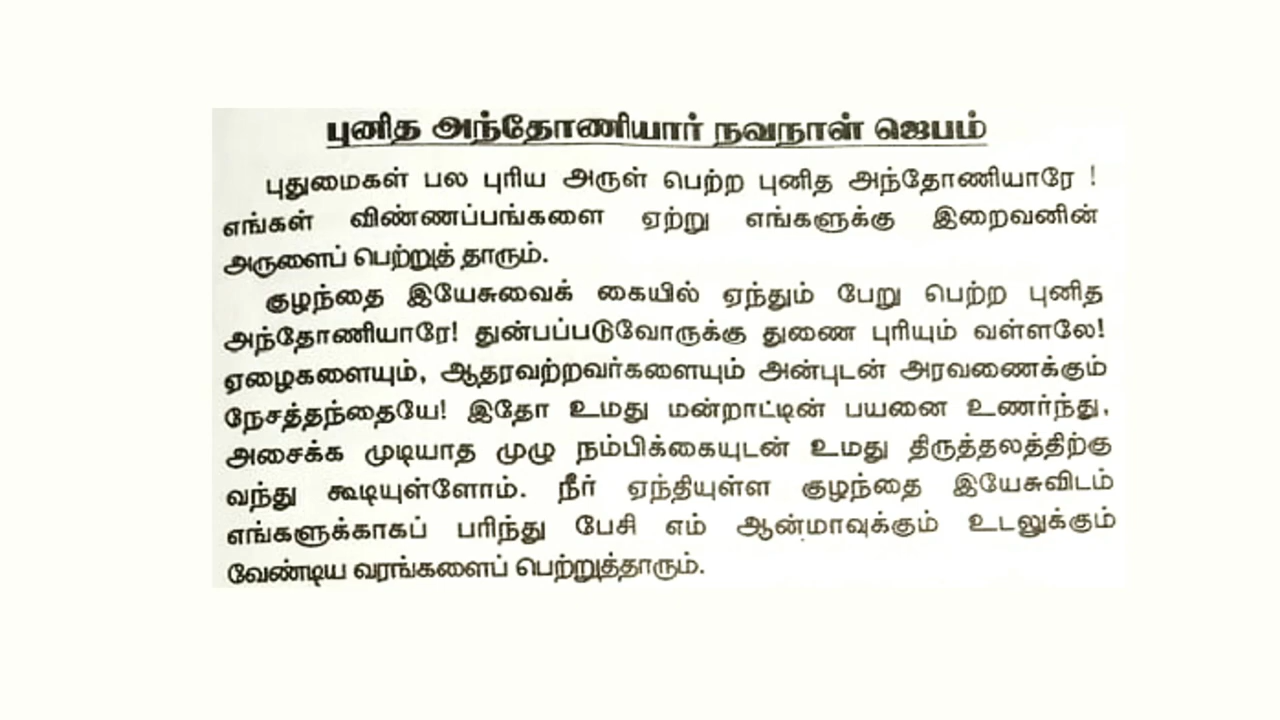 புனித அந்தோணியார் நவநாள் ஜெபம்
புதுமைகள் பல புரிய அருள் பெற்ற புனித அந்தோணியாரே !
எங்கள் விண்ணப்பங்களை ஏற்று எங்களுக்கு இறைவனின்
அருளைப் பெற்றுத் தாரும்.
குழந்தை இயேசுவைக் கையில் ஏந்தும் பேறு பெற்ற புனித
அந்தோணியாரே! துன்பப்படுவோருக்கு துணை புரியும் வள்ளலே!
ஏழைகளையும், ஆதரவற்றவர்களையும் அன்புடன் அரவணைக்கும்
நேசத்தந்தையே! இதோ உமது மன்றாட்டின் பயனை உணர்ந்து,
அசைக்க முடியாத முழு நம்பிக்கையுடன் உமது திருத்தலத்திற்கு
வந்து கூடியுள்ளோம். நீர் ஏந்தியுள்ள குழந்தை இயேசுவிடம்
எங்களுக்காகப் பரிந்து பேசி எம் ஆன்மாவுக்கும் உடலுக்கும்
வேண்டிய வரங்களைப் பெற்றுத்தாரும்.